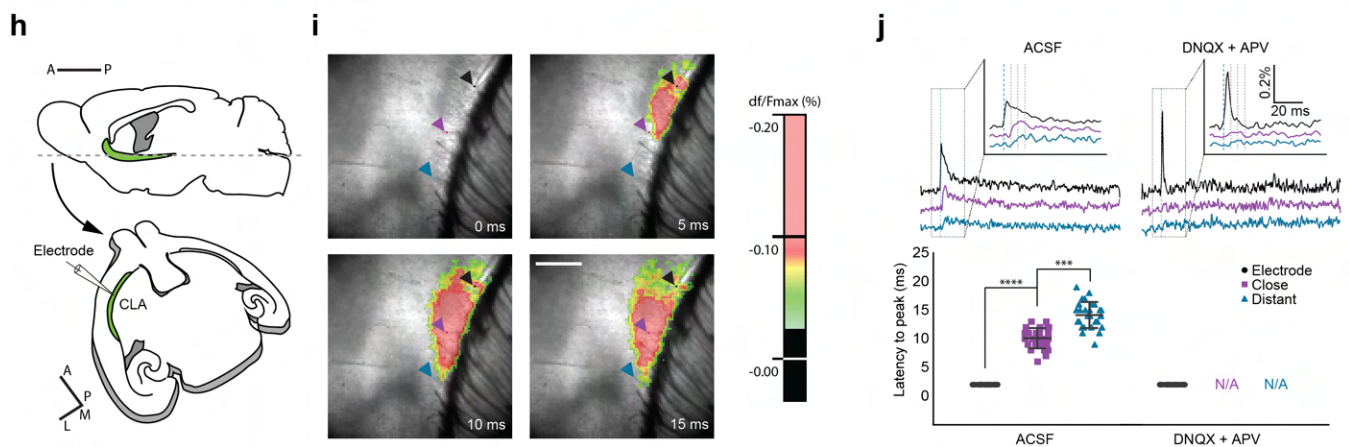 h
A P
Electrode
CLA
A
P
M
L
i
0 ms
5 ms
10 ms
15 ms
df/Fmax (%)
-0.20
-0.10
-0.00
j
ACSF
DNQX + APV
0.2%
20 ms
Latency to peak (ms)
25
20
15
10
5
0
****
***
Electrode
Close
Distant
N/A
N/A
ACSF
DNQX + APV